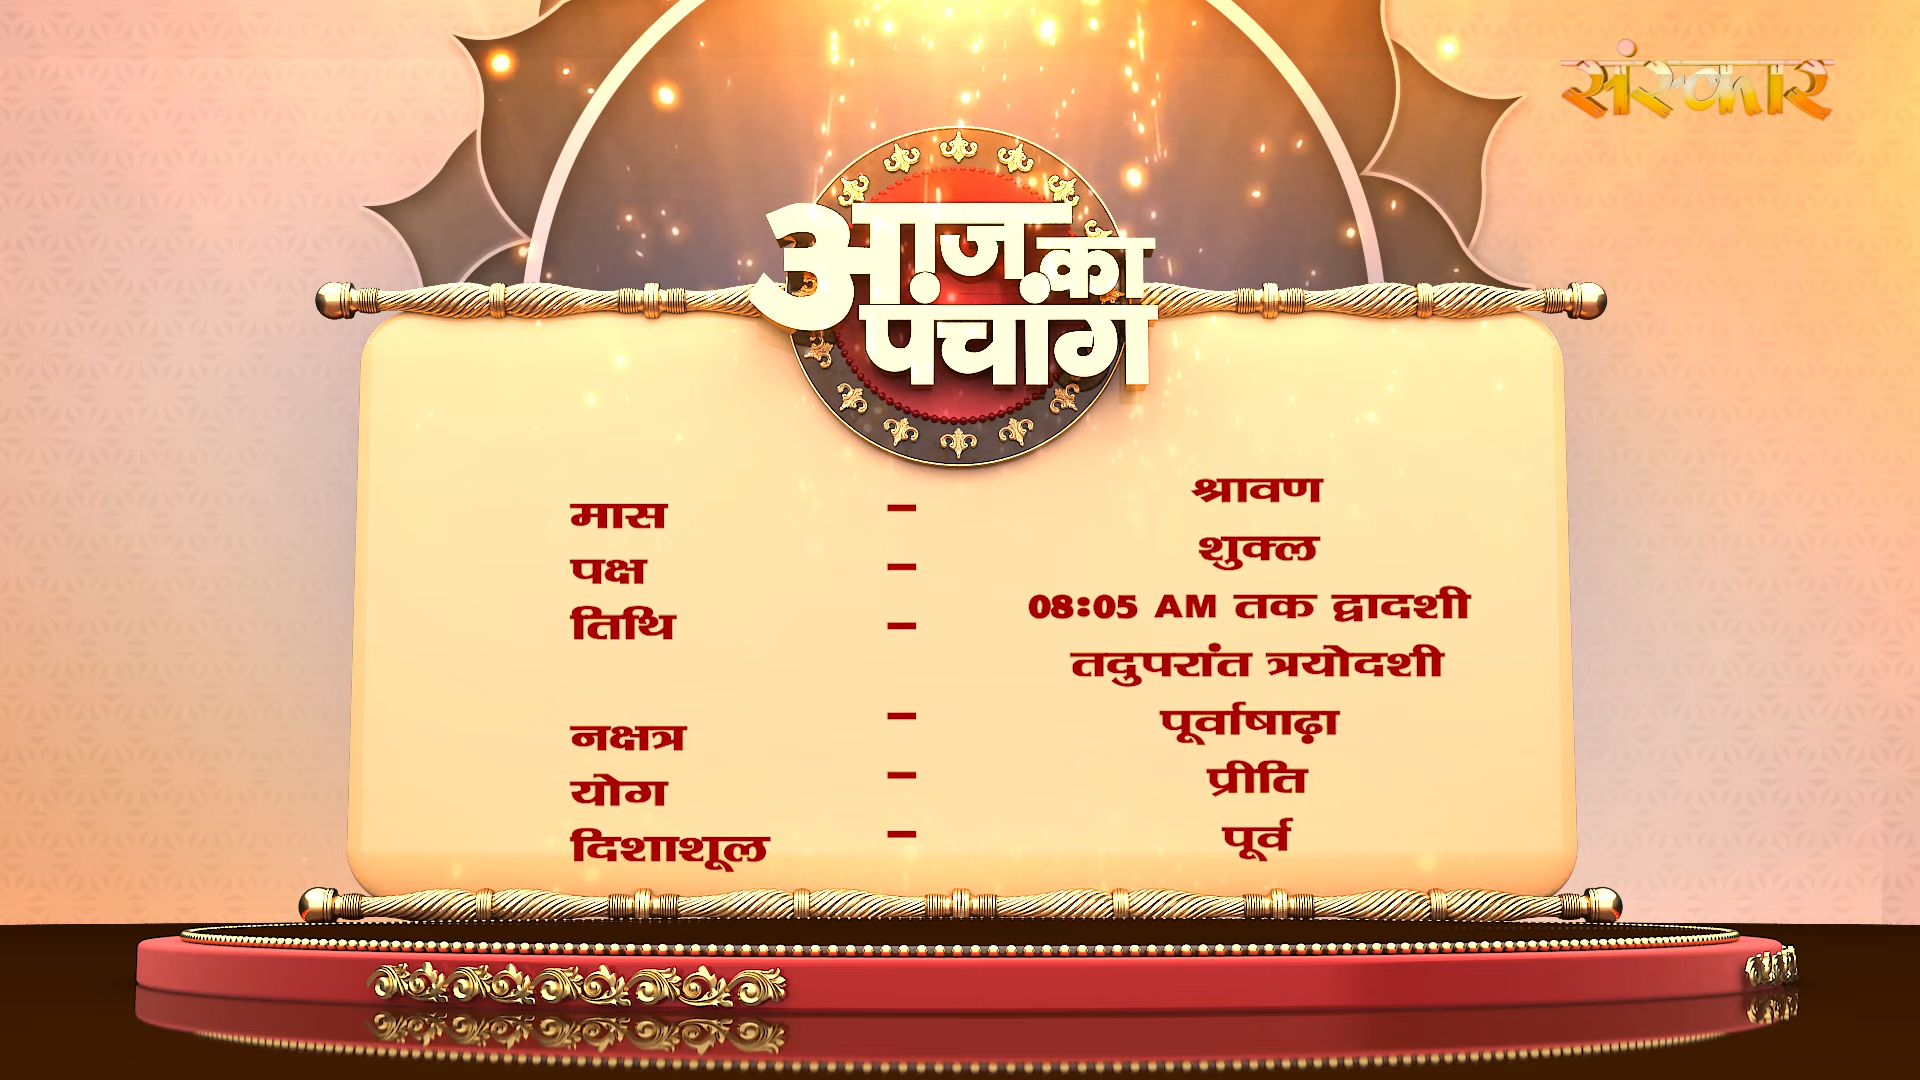 संस्कार
आज का
पंचांग
मास – श्रावण
पक्ष – शुक्ल
तिथि – 08:05 AM तक द्वादशी
तदुपरांत त्रयोदशी
नक्षत्र – पूर्वाषाढ़ा
योग – प्रीति
दिशाशूल – पूर्व